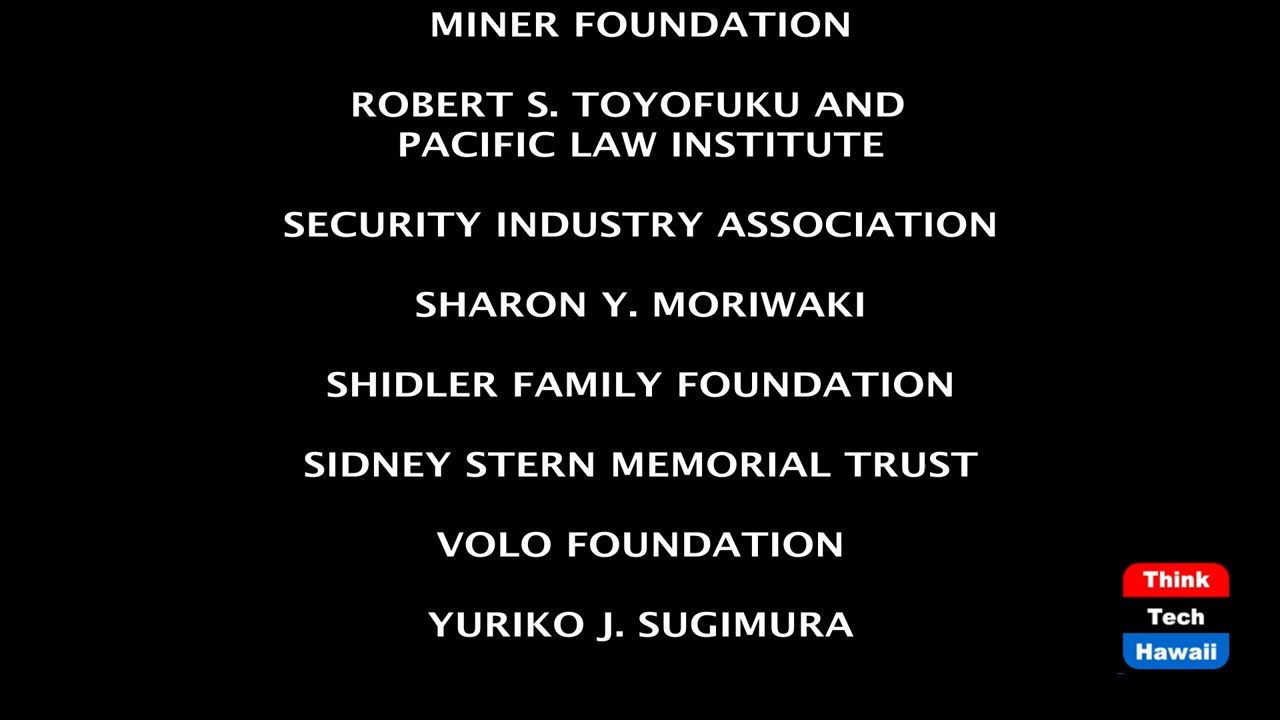 MINER FOUNDATION
ROBERT S. TOYOFUKU AND
PACIFIC LAW INSTITUTE
SECURITY INDUSTRY ASSOCIATION
SHARON Y. MORIWAKI
SHIDLER FAMILY FOUNDATION
SIDNEY STERN MEMORIAL TRUST
VOLO FOUNDATION
YURIKO J. SUGIMURA
Think
Tech
Hawaii